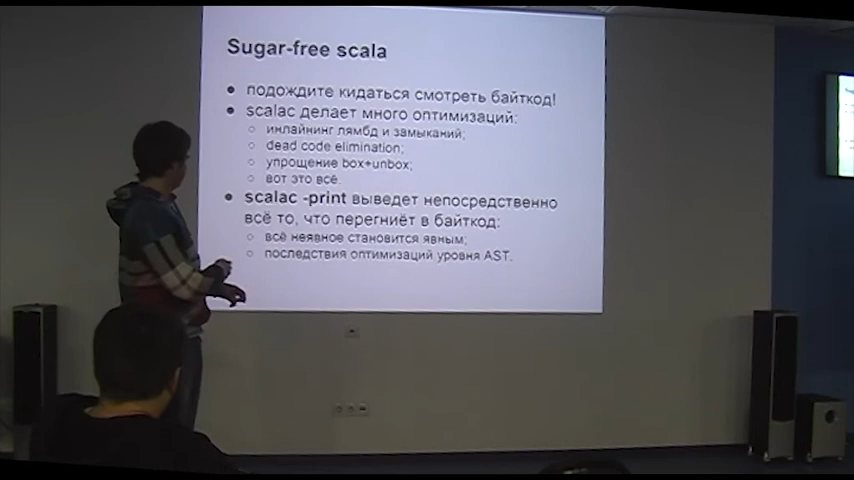 Sugar-free scala
● подождите кидаться смотреть байткод!
● scalac делает много оптимизаций:
○ инлайнинг лямбд и замыканий;
○ dead code elimination;
○ упрощение box+unbox;
○ вот это всё.
● scalac -print выведет непосредственно
всё то, что перегниёт в байткод:
○ всё неявное становится явным;
○ последствия оптимизаций уровня AST.